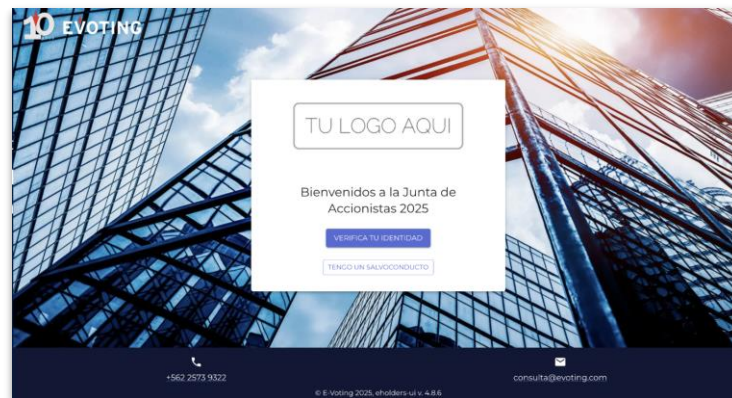 10 EVOTING
TU LOGO AQUI
Bienvenidos a la Junta de
Accionistas 2025
VERIFICA TU IDENTIDAD
TENGO UN SALVOCONDUCTO
+562 2573 9322
consulta@evoting.com
© E-Voting 2025, eholders-ui v. 4.8.6